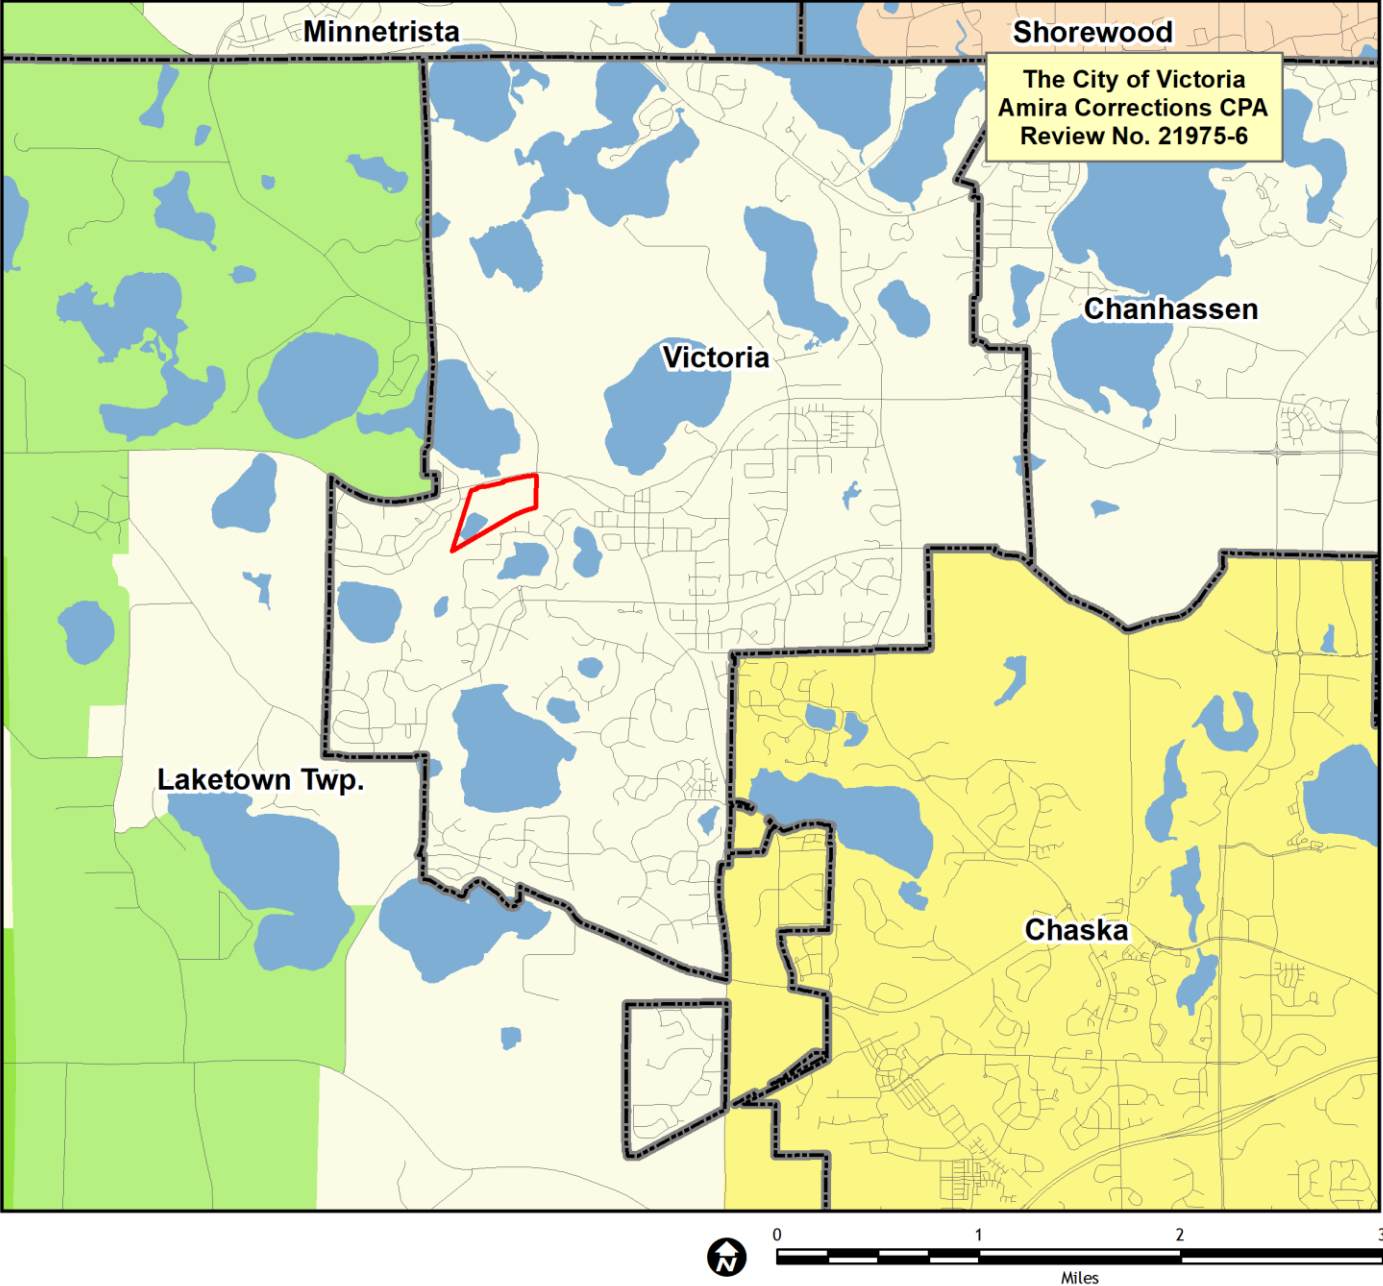 Minnetrista
Shorewood
The City of Victoria
Amira Corrections CPA
Review No. 21975-6
Chanhassen
Victoria
Laketown Twp.
Chaska
N
0 1 2 3
Miles